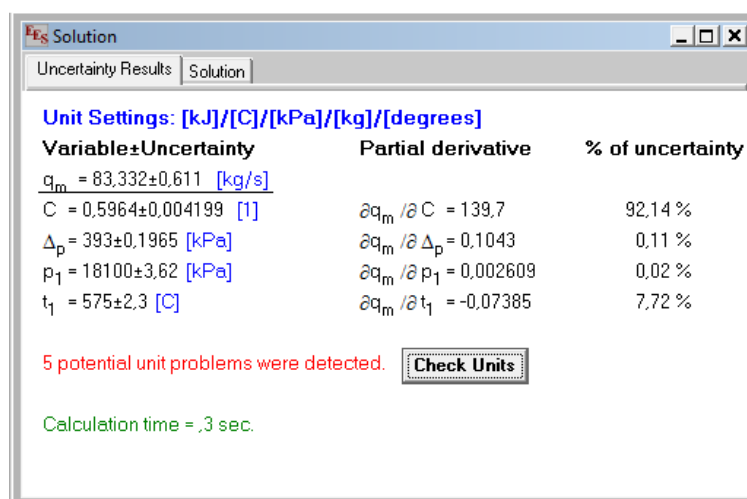 EES Solution
Uncertainty Results Solution
Unit Settings: [kJ]/[C]/[kPa]/[kg]/[degrees]
Variable±Uncertainty Partial derivative % of uncertainty
qm = 83,332±0,611 [kg/s]
C = 0,5964±0,004199 [1] ∂qm /∂ C = 139,7 92,14 %
Δp = 393±0,1965 [kPa] ∂qm /∂ Δp = 0,1043 0,11 %
p1 = 18100±3,62 [kPa] ∂qm /∂ p1 = 0,002609 0,02 %
t1 = 575±2,3 [C] ∂qm /∂ t1 = -0,07385 7,72 %
5 potential unit problems were detected. Check Units
Calculation time = ,3 sec.